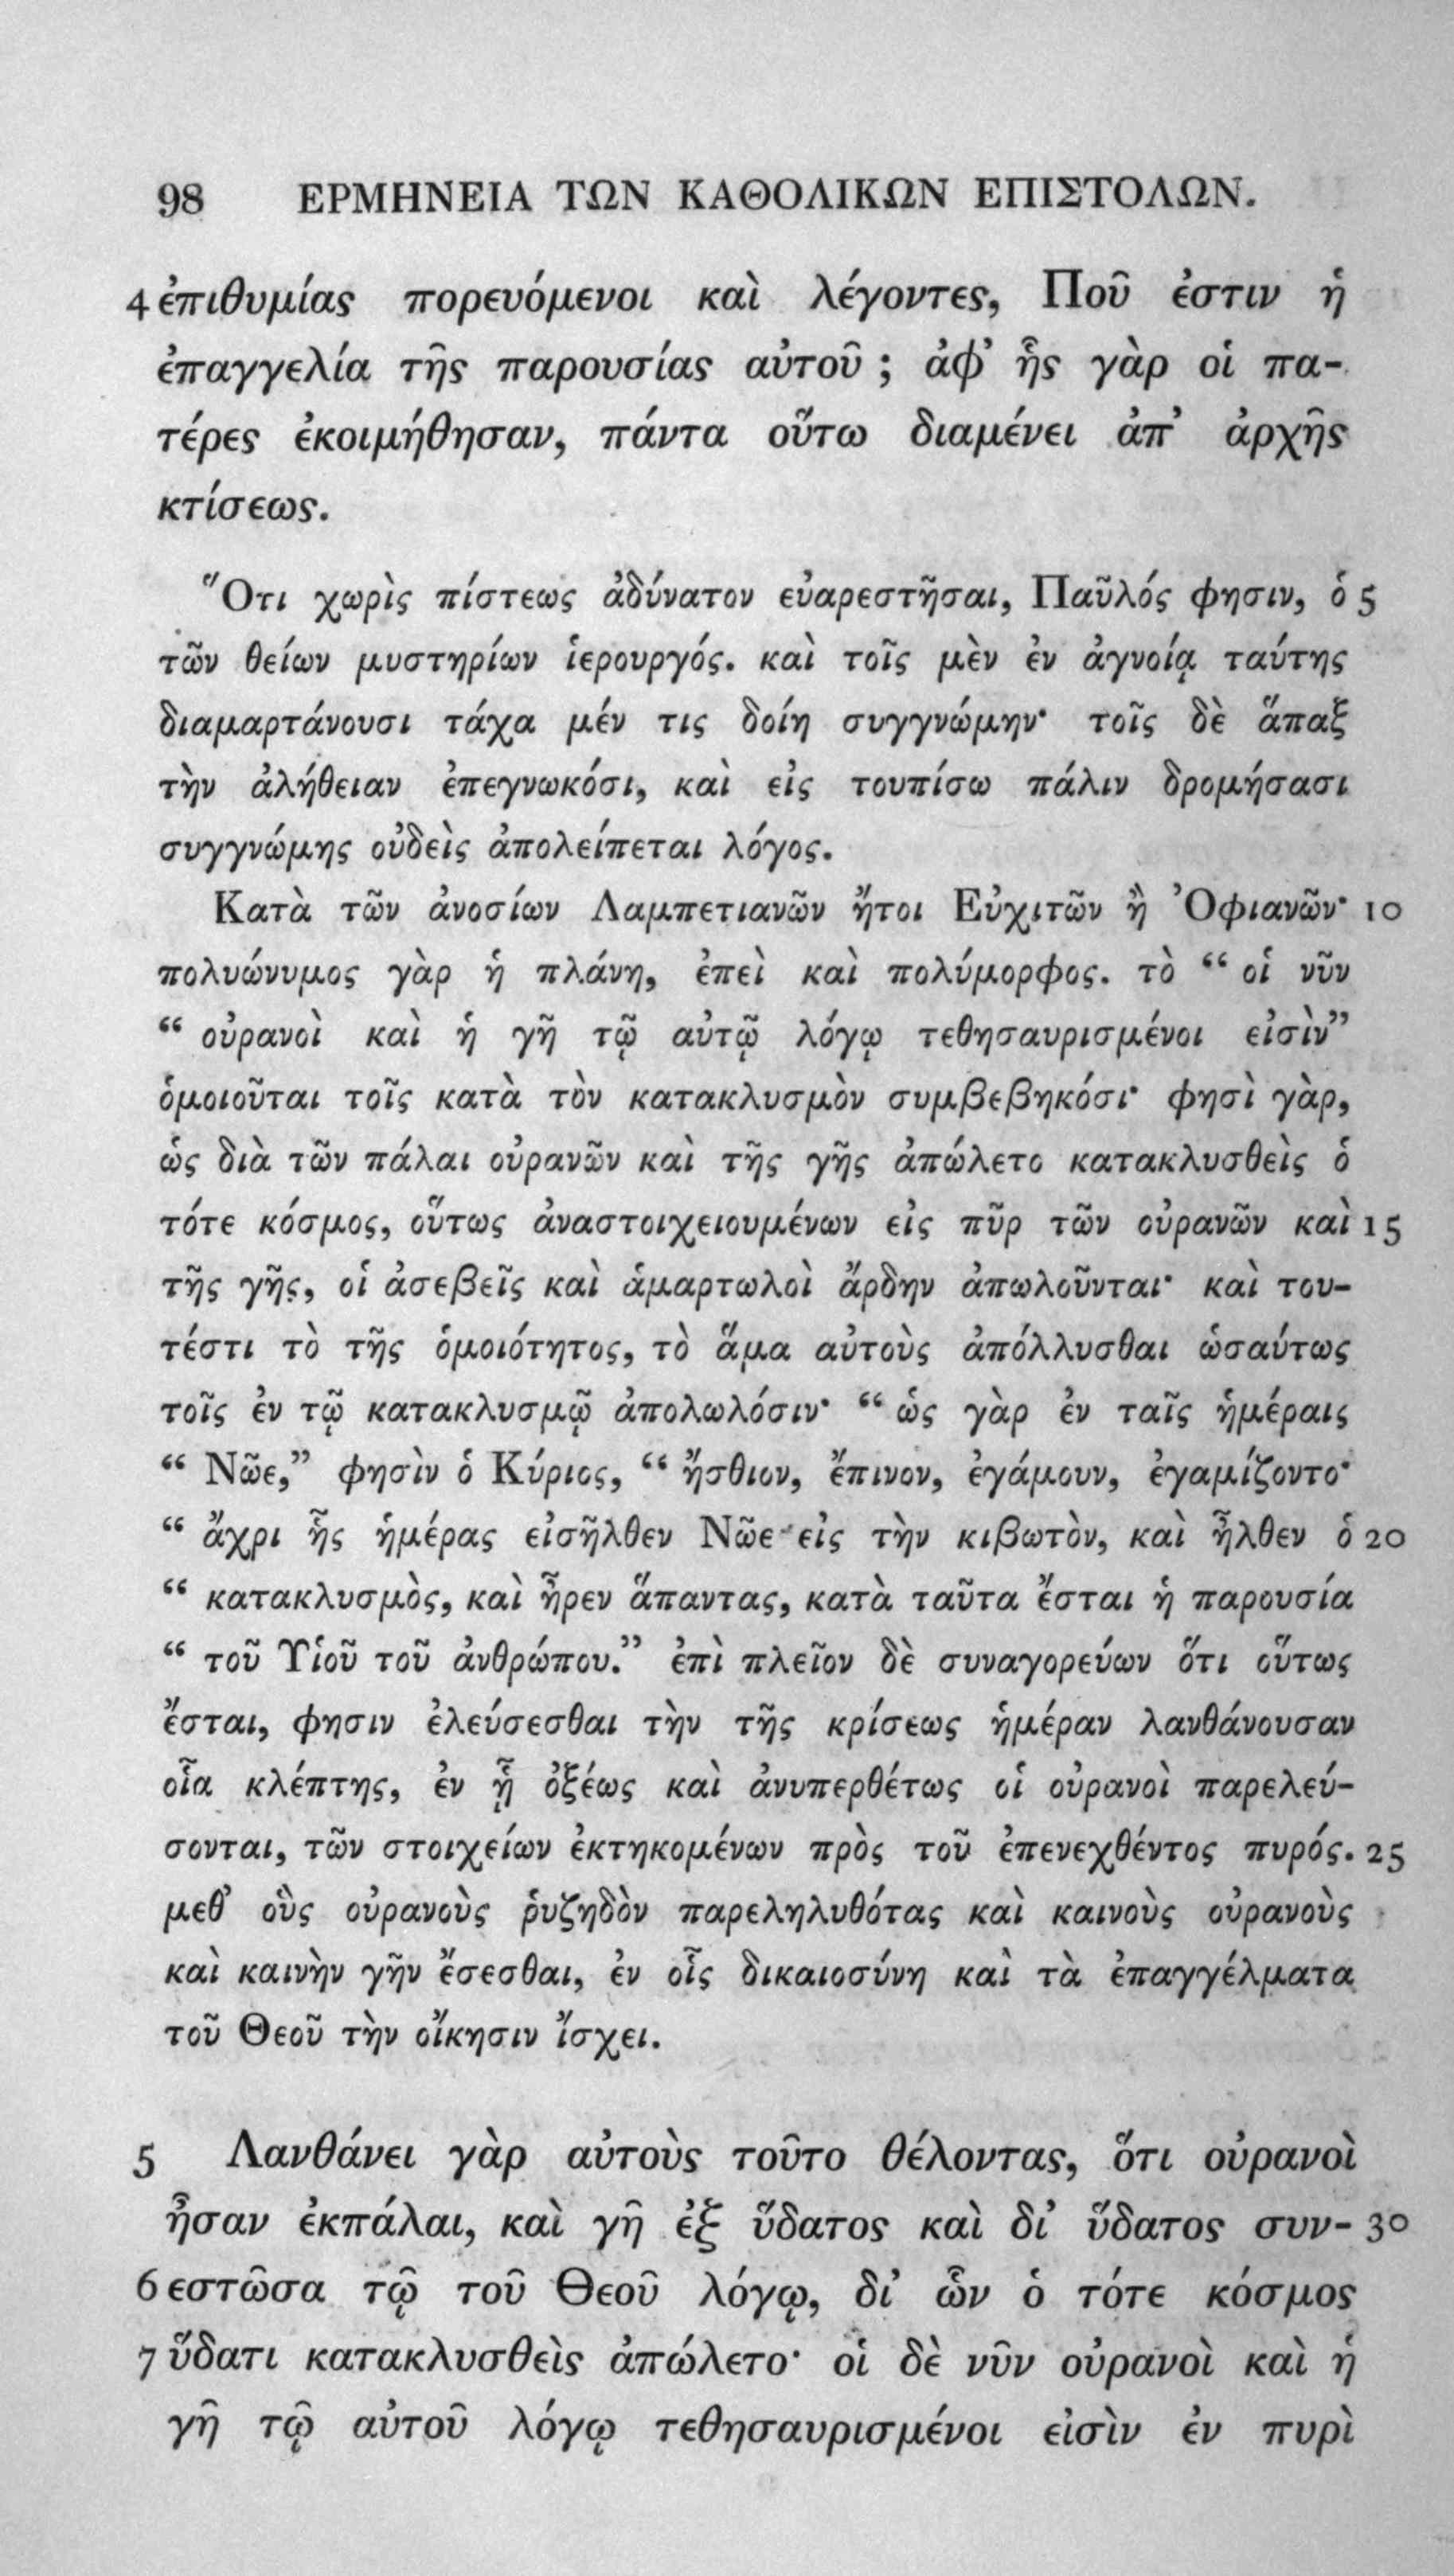 98 ΕΡΜΗΝΕΙΑ ΤΩΝ ΚΑΘΟΛΙΚΩΝ ΕΠΙΣΤΟΛΩΝ.
4 ἐπιθυμίας πορευόμενοι καὶ λέγοντες, Ποῦ ἐστιν ἡ
ἐπαγγελία τῆς παρουσίας αὐτοῦ ; ἀφ’ ἧς γὰρ οἱ πα-
τέρες ἐκοιμήθησαν, πάντα οὕτω διαμένει ἀπ’ ἀρχῆς
κτίσεως.
Ὅτι χωρὶς πίστεως ἀδύνατον εὐαρεστῆσαι, Παῦλός φησιν, ὁ 5
τῶν θείων μυστηρίων ἱερουργός. καὶ τοῖς μὲν ἐν ἀγνοίᾳ ταύτης
διαμαρτάνουσι τάχα μέν τις δοίη συγγνώμην· τοῖς δὲ ἅπαξ
τὴν ἀλήθειαν ἐπεγνωκόσι, καὶ εἰς τουπίσω πάλιν δρομήσασι
συγγνώμης οὐδεὶς ἀπολείπεται λόγος.
Κατὰ τῶν ἀνοσίων Λαμπετιανῶν ἤτοι Εὐχιτῶν ἢ Ὀφιανῶν· 10
πολυώνυμος γὰρ ἡ πλάνη, ἐπεὶ καὶ πολύμορφος. τὸ “ οἱ νῦν
“ οὐρανοὶ καὶ ἡ γῆ τῷ αὐτῷ λόγῳ τεθησαυρισμένοι εἰσὶν”
ὁμοιοῦται τοῖς κατὰ τὸν κατακλυσμὸν συμβεβηκόσι· φησὶ γὰρ,
ὡς διὰ τῶν πάλαι οὐρανῶν καὶ τῆς γῆς ἀπώλετο κατακλυσθεὶς ὁ
τότε κόσμος, οὕτως ἀναστοιχειουμένων εἰς πῦρ τῶν οὐρανῶν καὶ 15
τῆς γῆς, οἱ ἀσεβεῖς καὶ ἁμαρτωλοὶ ἄρδην ἀπωλοῦνται· καὶ του-
τέστι τὸ τῆς ὁμοιότητος, τὸ ἅμα αὐτοὺς ἀπόλλυσθαι ὡσαύτως
τοῖς ἐν τῷ κατακλυσμῷ ἀπολωλόσιν· “ ὡς γὰρ ἐν ταῖς ἡμέραις
“ Νῶε,” φησὶν ὁ Κύριος, “ ἤσθιον, ἔπινον, ἐγάμουν, ἐγαμίζοντο·
“ ἄχρι ἧς ἡμέρας εἰσῆλθεν Νῶε εἰς τὴν κιβωτὸν, καὶ ἦλθεν ὁ 20
“ κατακλυσμὸς, καὶ ἦρεν ἅπαντας, κατὰ ταῦτα ἔσται ἡ παρουσία
“ τοῦ Υἱοῦ τοῦ ἀνθρώπου.” ἐπὶ πλεῖον δὲ συναγορεύων ὅτι οὕτως
ἔσται, φησιν ἐλεύσεσθαι τὴν τῆς κρίσεως ἡμέραν λανθάνουσαν
οἷα κλέπτης, ἐν ᾗ ὀξέως καὶ ἀνυπερθέτως οἱ οὐρανοὶ παρελεύ-
σονται, τῶν στοιχείων ἐκτηκομένων πρὸς τοῦ ἐπενεχθέντος πυρός. 25
μεθ’ οὓς οὐρανοὺς ῥυζηδὸν παρεληλυθότας καὶ καινοὺς οὐρανοὺς
καὶ καινὴν γῆν ἔσεσθαι, ἐν οἷς δικαιοσύνη καὶ τὰ ἐπαγγέλματα
τοῦ Θεοῦ τὴν οἴκησιν ἴσχει.
5 Λανθάνει γὰρ αὐτοὺς τοῦτο θέλοντας, ὅτι οὐρανοὶ
ἦσαν ἐκπάλαι, καὶ γῆ ἐξ ὕδατος καὶ δι’ ὕδατος συν- 30
6 εστῶσα τῷ τοῦ Θεοῦ λόγῳ, δι’ ὧν ὁ τότε κόσμος
7 ὕδατι κατακλυσθεὶς ἀπώλετο· οἱ δὲ νῦν οὐρανοὶ καὶ ἡ
γῆ τῷ αὐτοῦ λόγῳ τεθησαυρισμένοι εἰσὶν ἐν πυρὶ